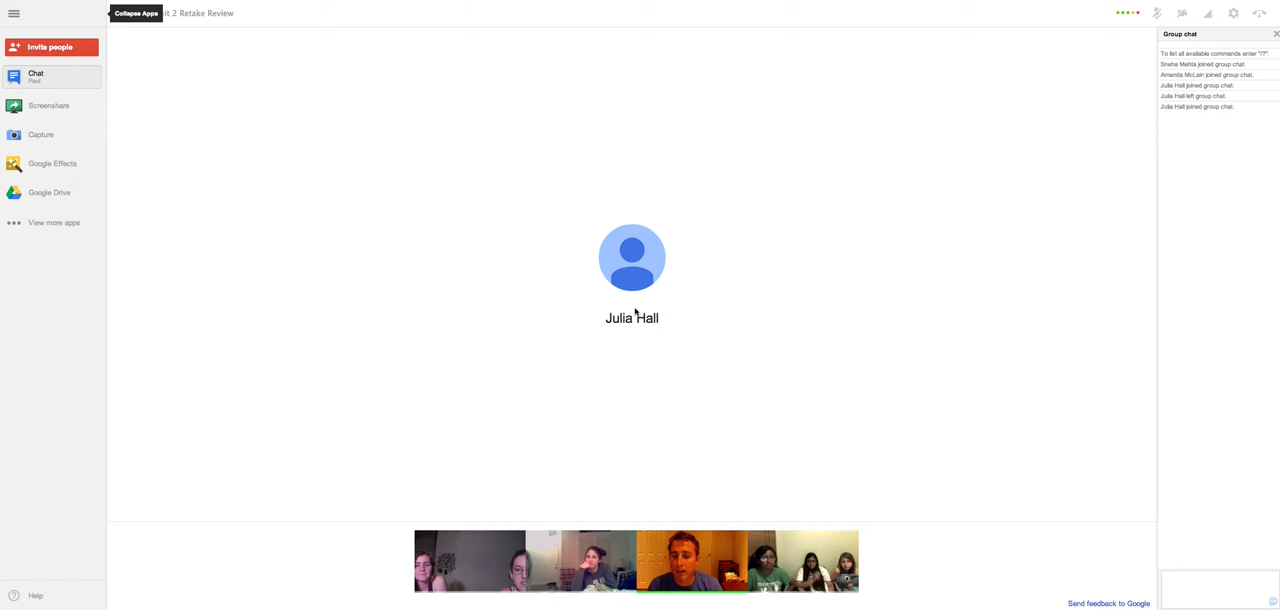 Collapse Apps
it 2 Retake Review
Invite people
Chat
Paul
Screenshare
Capture
Google Effects
Google Drive
View more apps
Help
Julia Hall
Group chat
To list all available commands enter "/?".
Sneha Mehta joined group chat.
Amanda McLain joined group chat.
Julia Hall joined group chat.
Julia Hall left group chat.
Julia Hall joined group chat.
Send feedback to Google